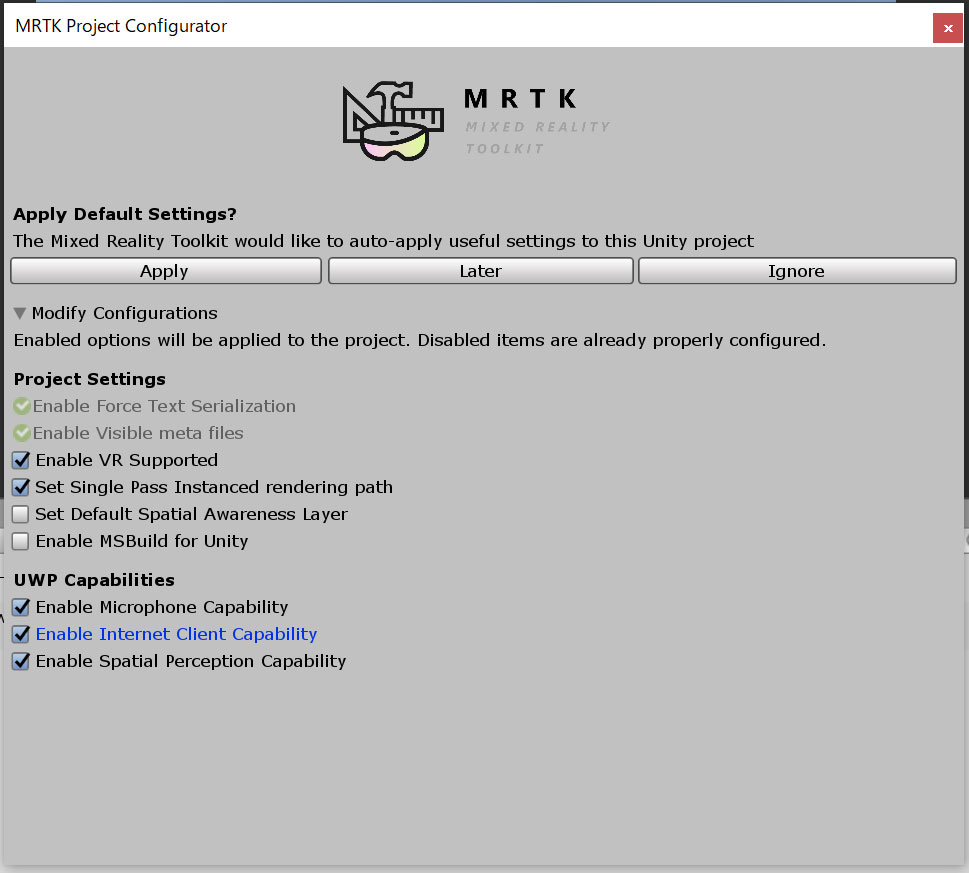 MRTK Project Configurator
x
MRTK
MIXED REALITY
TOOLKIT
Apply Default Settings?
The Mixed Reality Toolkit would like to auto-apply useful settings to this Unity project
Apply Later Ignore
Modify Configurations
Enabled options will be applied to the project. Disabled items are already properly configured.
Project Settings
Enable Force Text Serialization
Enable Visible meta files
Enable VR Supported
Set Single Pass Instanced rendering path
Set Default Spatial Awareness Layer
Enable MSBuild for Unity
UWP Capabilities
Enable Microphone Capability
Enable Internet Client Capability
Enable Spatial Perception Capability